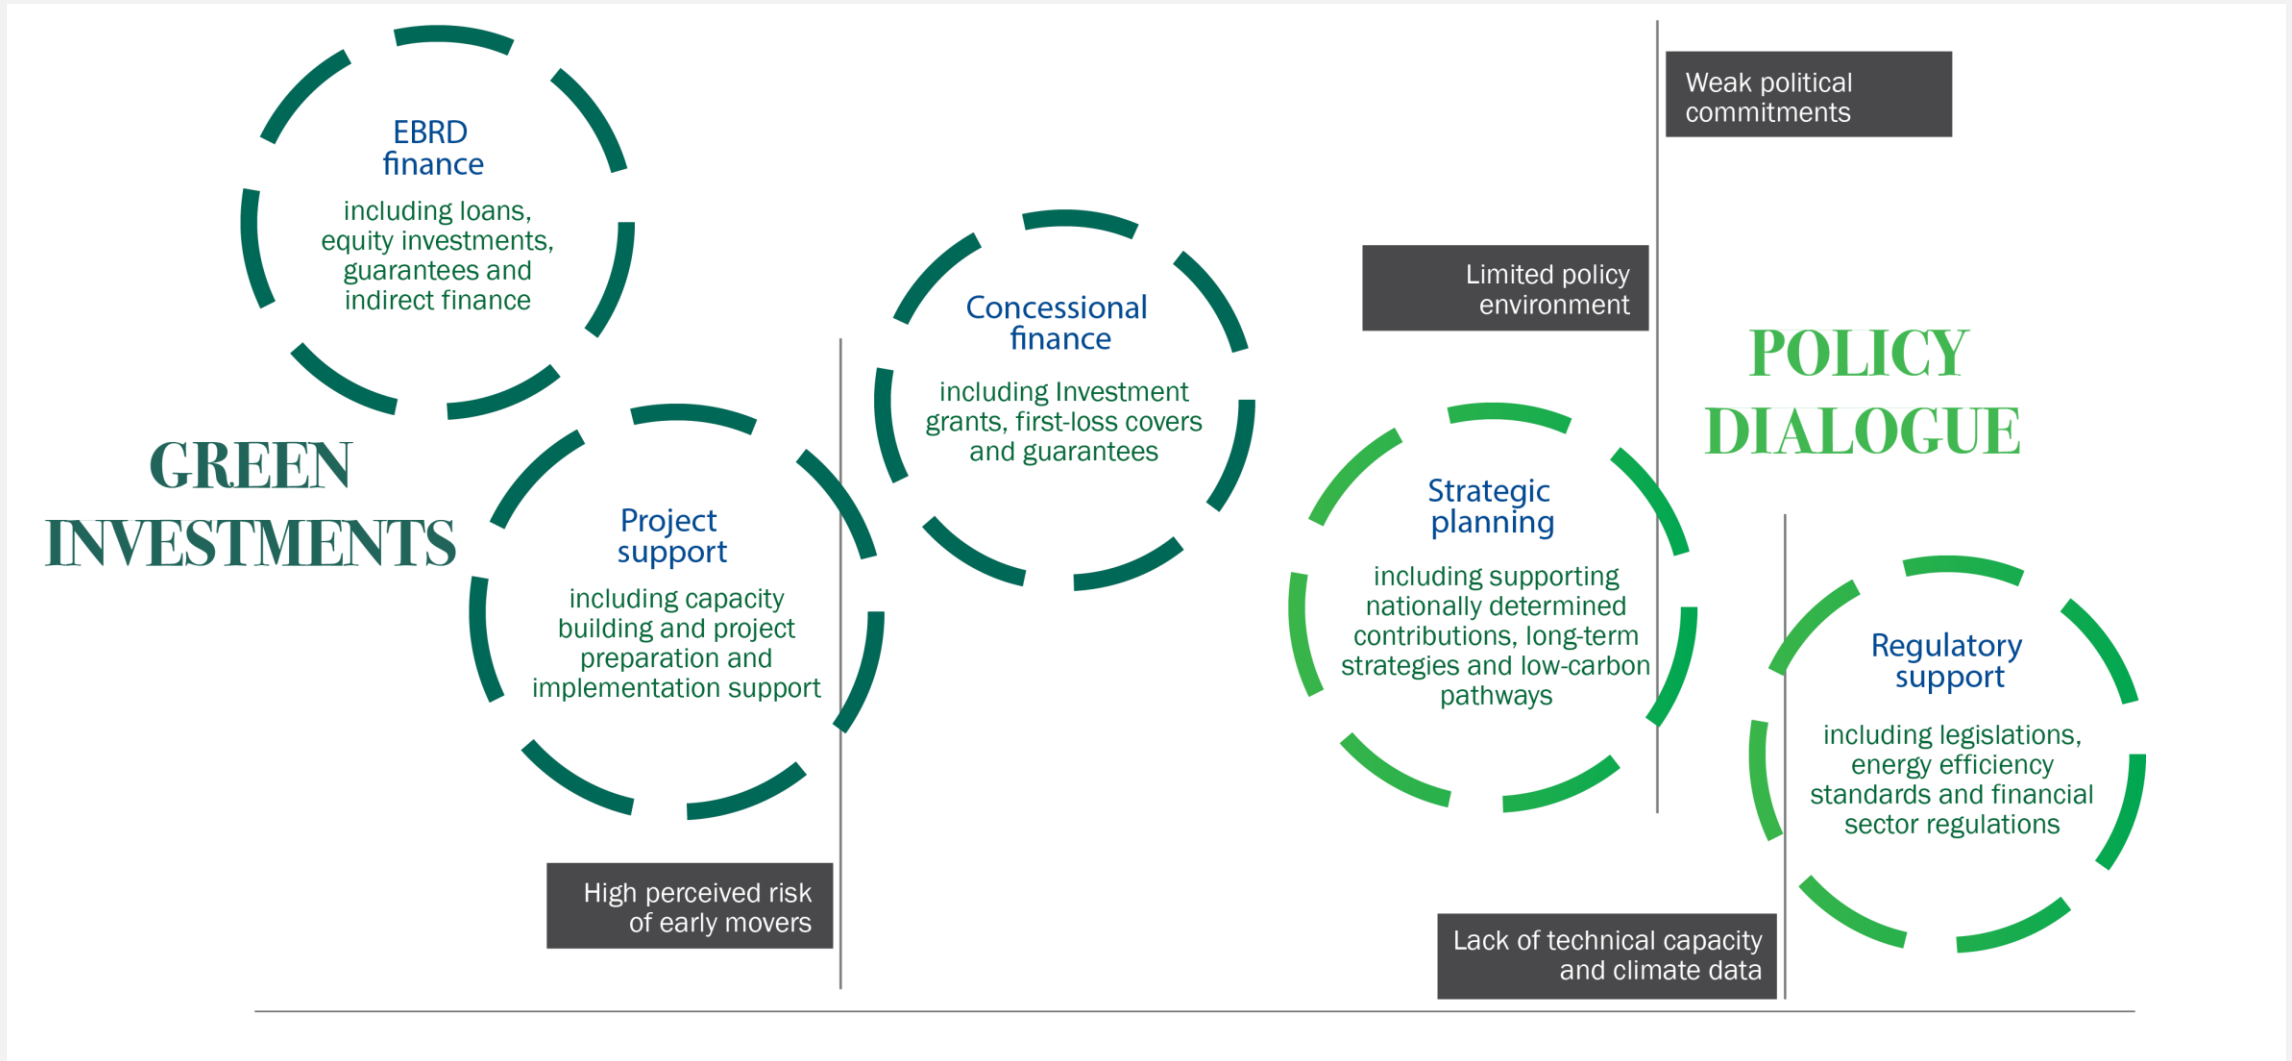 EBRD
finance
including loans,
equity investments,
guarantees and
indirect finance
GREEN
INVESTMENTS
Project
support
including capacity
building and project
preparation and
implementation support
High perceived risk
of early movers
Concessional
finance
including Investment
grants, first-loss covers
and guarantees
Weak political
commitments
Limited policy
environment
POLICY
DIALOGUE
Strategic
planning
including supporting
nationally determined
contributions, long-term
strategies and low-carbon
pathways
Regulatory
support
including legislations,
energy efficiency
standards and financial
sector regulations
Lack of technical capacity
and climate data